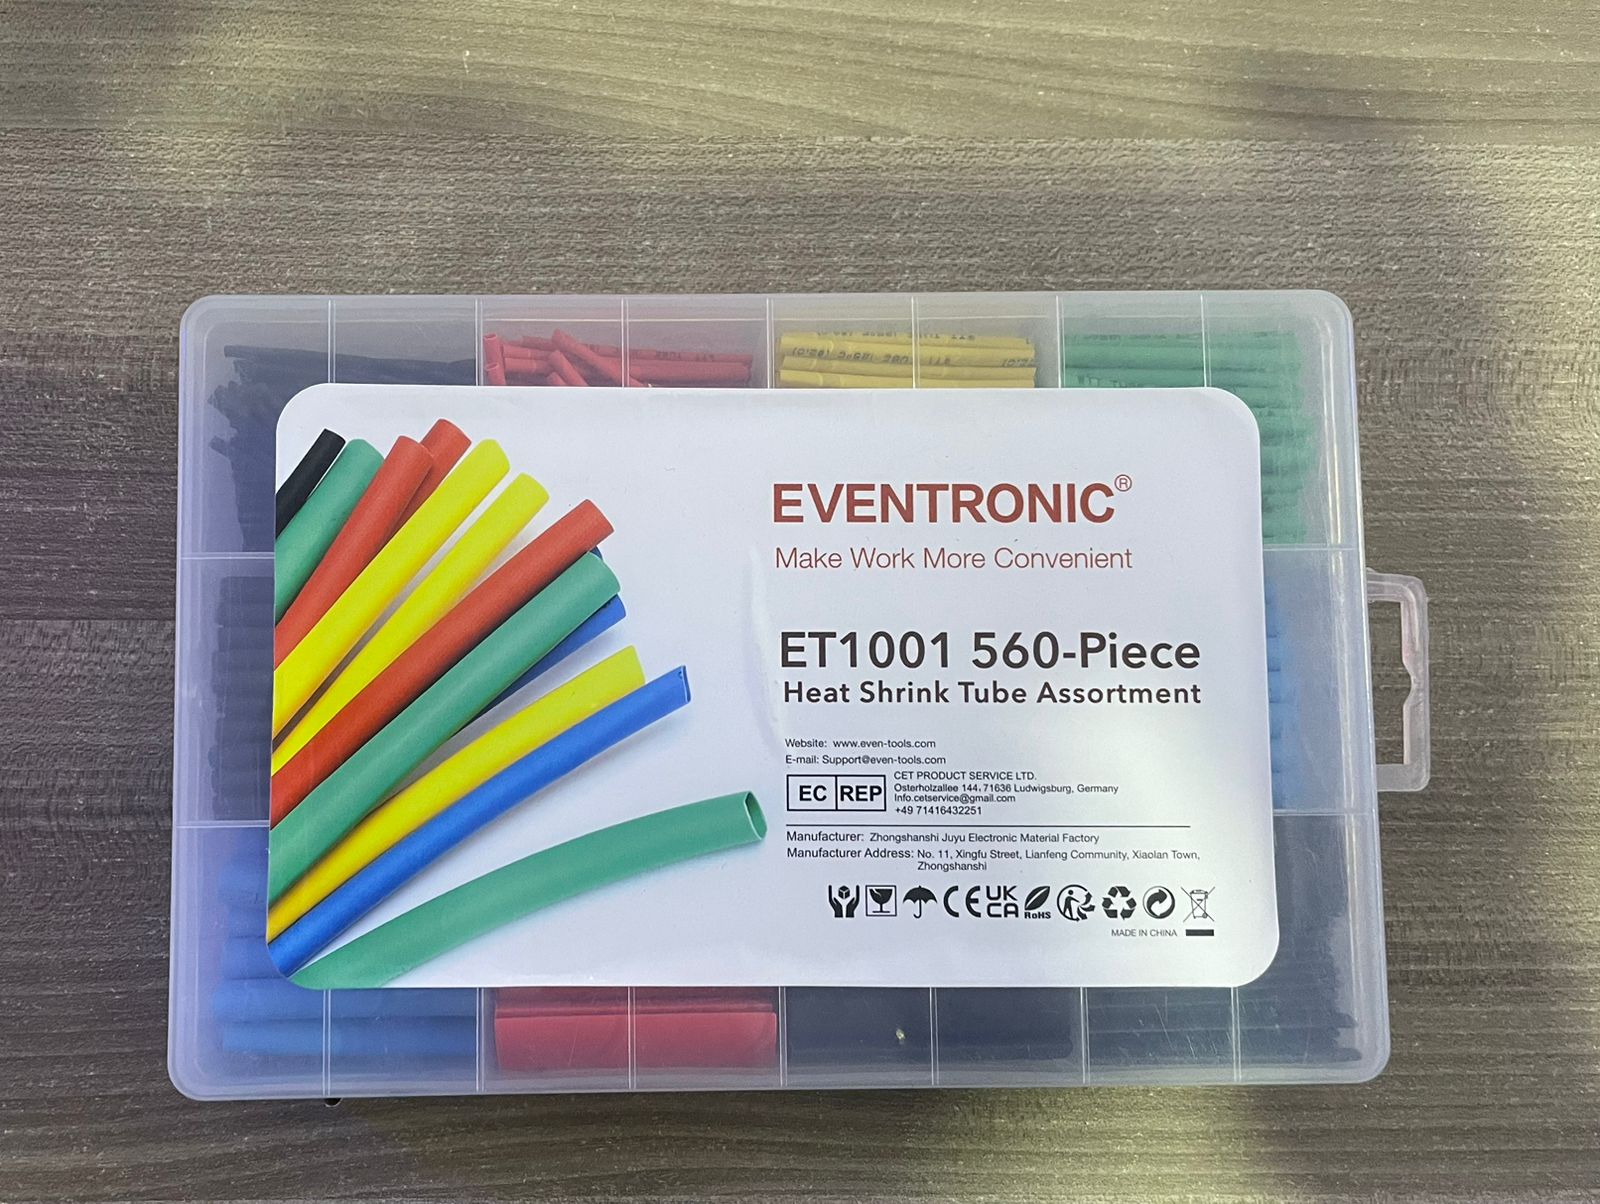 EVENTRONIC®
Make Work More Convenient
ET1001 560-Piece
Heat Shrink Tube Assortment
Website: www.even-tools.com
E-mail: Support@even-tools.com
EC REP
CET PRODUCT SERVICE LTD.
Osterholzallee 144, 71636 Ludwigsburg, Germany
Info.cetservice@gmail.com
+49 71416432251
Manufacturer: Zhongshanshi Juyu Electronic Material Factory
Manufacturer Address: No. 11, Xingfu Street, Lianfeng Community, Xiaolan Town,
Zhongshanshi
CE UK CA RoHS
MADE IN CHINA